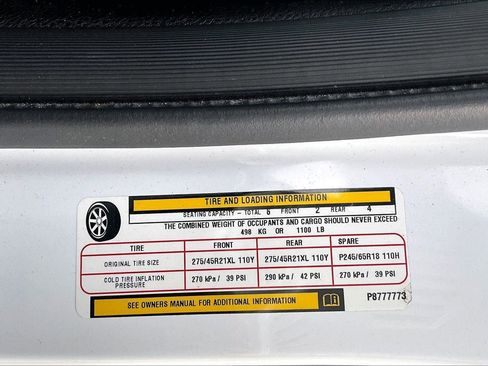 TIRE AND LOADING INFORMATION
SEATING CAPACITY - TOTAL 6 FRONT 2 REAR 4
THE COMBINED WEIGHT OF OCCUPANTS AND CARGO SHOULD NEVER EXCEED
498 KG OR 1100 LB
TIRE FRONT REAR SPARE
ORIGINAL TIRE SIZE 275/45R21XL 110Y 275/45R21XL 110Y P245/65R18 110H
COLD TIRE INFLATION PRESSURE 270 kPa / 39 PSI 290 kPa / 42 PSI 270 kPa / 39 PSI
SEE OWNERS MANUAL FOR ADDITIONAL INFORMATION
P8777773